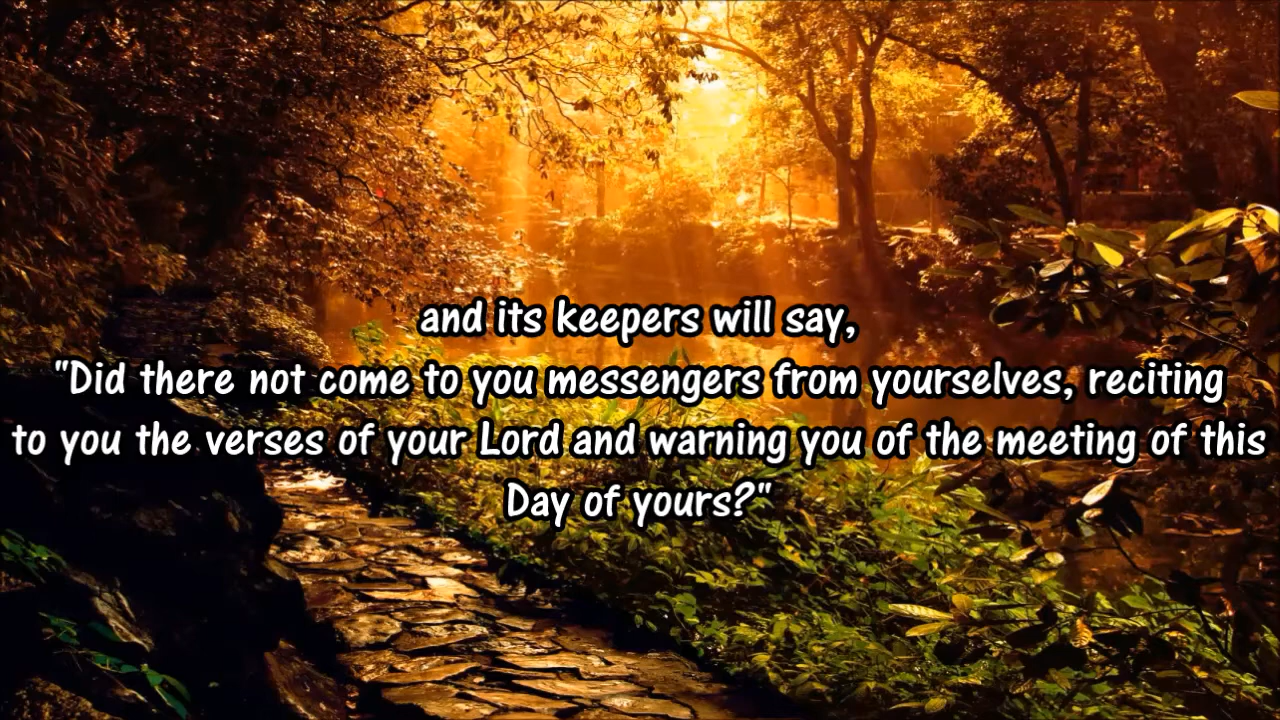 and its keepers will say,
"Did there not come to you messengers from yourselves, reciting
to you the verses of your Lord and warning you of the meeting of this
Day of yours?"